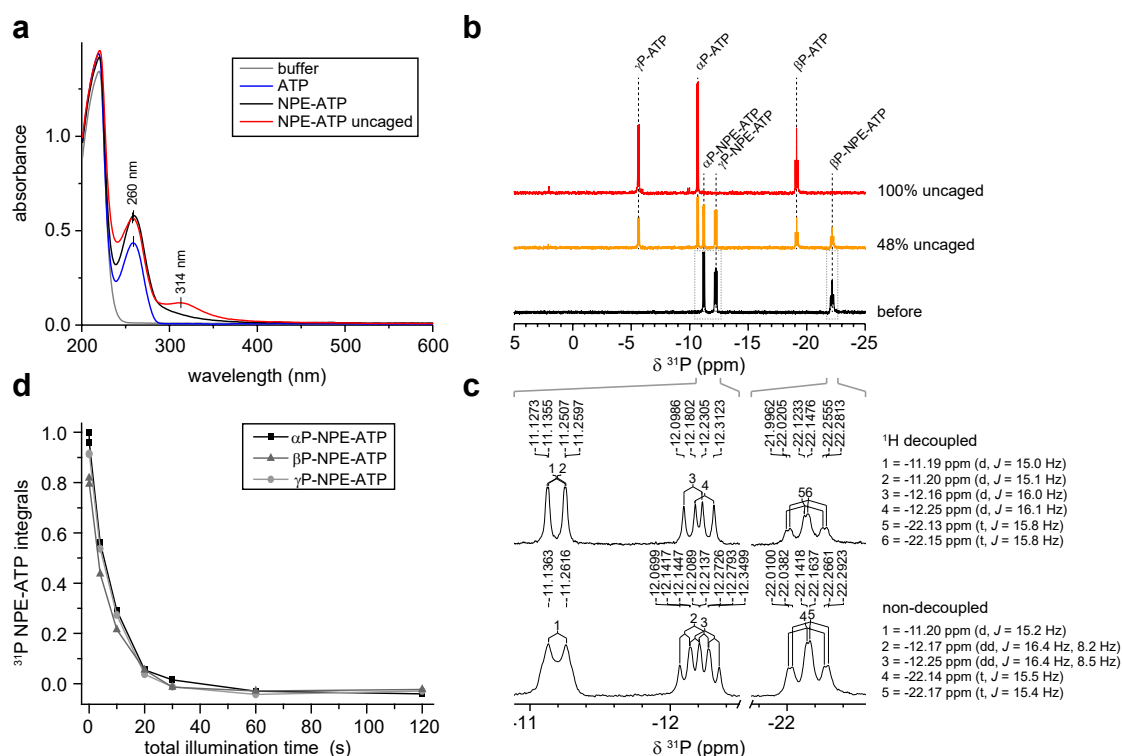 a
buffer
ATP
NPE-ATP
NPE-ATP uncaged
260 nm
314 nm
absorbance
1.0
0.5
0.0
200
300
400
500
600
wavelength (nm)
b
γP-ATP
αP-ATP
βP-ATP
αP-NPE-ATP
γP-NPE-ATP
βP-NPE-ATP
100% uncaged
48% uncaged
before
5
0
-5
-10
-15
-20
-25
δ ³¹P (ppm)
d
αP-NPE-ATP
βP-NPE-ATP
γP-NPE-ATP
³¹P NPE-ATP integrals
1.0
0.8
0.6
0.4
0.2
0.0
0
20
40
60
80
100
120
total illumination time (s)
c
-11.1273
-11.1355
-11.2507
-11.2597
-12.0986
-12.1802
-12.2305
-12.3123
-21.9962
-22.0205
-22.1233
-22.1476
-22.2555
-22.2813
1 2
3
4
56
¹H decoupled
1 = -11.19 ppm (d, J = 15.0 Hz)
2 = -11.20 ppm (d, J = 15.1 Hz)
3 = -12.16 ppm (d, J = 16.0 Hz)
4 = -12.25 ppm (d, J = 16.1 Hz)
5 = -22.13 ppm (t, J = 15.8 Hz)
6 = -22.15 ppm (t, J = 15.8 Hz)
-11.1363
-11.2616
-12.0699
-12.1417
-12.1447
-12.2089
-12.2137
-12.2726
-12.2793
-12.3499
-22.0100
-22.0382
-22.1418
-22.1637
-22.2661
-22.2923
1
2
3
4
5
non-decoupled
1 = -11.20 ppm (d, J = 15.2 Hz)
2 = -12.17 ppm (dd, J = 16.4 Hz, 8.2 Hz)
3 = -12.25 ppm (dd, J = 16.4 Hz, 8.5 Hz)
4 = -22.14 ppm (t, J = 15.5 Hz)
5 = -22.17 ppm (t, J = 15.4 Hz)
-11
-12
-22
δ ³¹P (ppm)